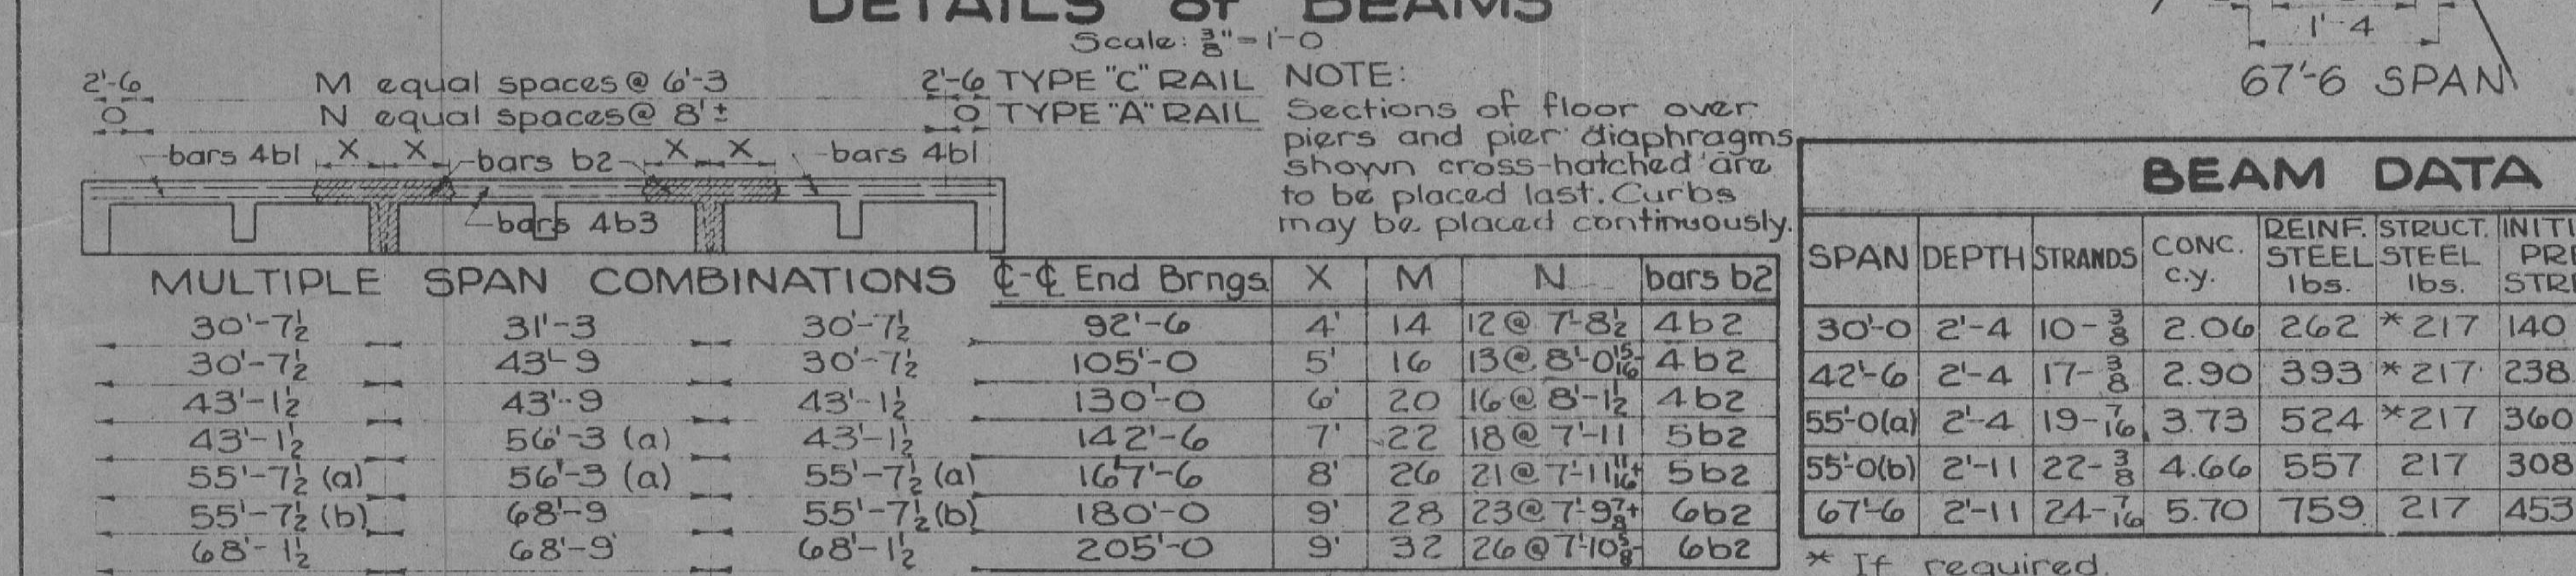 DETAILS of BEAMS
Scale: 3/8" = 1'-0
2'-6 M equal spaces @ 6'-3 2'-6 TYPE "C" RAIL
0 N equal spaces @ 8'± 0 TYPE "A" RAIL
bars 4b1 X X bars b2 X X bars 4b1
bars 4b3
NOTE:
Sections of floor over
piers and pier diaphragms
shown cross-hatched are
to be placed last. Curbs
may be placed continuously.
1'-4
67'-6 SPAN
MULTIPLE SPAN COMBINATIONS ℄-℄ End Brngs. X M N bars b2
30'-7½ 31'-3 30'-7½ 92'-6 4' 14 12 @ 7'-8½ 4b2
30'-7½ 43'-9 30'-7½ 105'-0 5' 16 13 @ 8'-0 15/16- 4b2
43'-1½ 43'-9 43'-1½ 130'-0 6' 20 16 @ 8'-1½ 4b2
43'-1½ 56'-3 (a) 43'-1½ 142'-6 7' 22 18 @ 7'-11 5b2
55'-7½ (a) 56'-3 (a) 55'-7½ (a) 167'-6 8' 26 21 @ 7'-11 11/16+ 5b2
55'-7½ (b) 68'-9 55'-7½ (b) 180'-0 9' 28 23 @ 7'-9 7/8+ 6b2
68'-1½ 68'-9 68'-1½ 205'-0 9' 32 26 @ 7'-10 5/8- 6b2
BEAM DATA
SPAN DEPTH STRANDS CONC. c.y. REINF. STEEL lbs. STRUCT. STEEL lbs. INITI PRE STRE
30'-0 2'-4 10-3/8 2.06 262 *217 140
42'-6 2'-4 17-3/8 2.90 393 *217 238
55'-0(a) 2'-4 19-7/16 3.73 524 *217 360
55'-0(b) 2'-11 22-3/8 4.66 557 217 308
67'-6 2'-11 24-7/16 5.70 759 217 453
* If required.